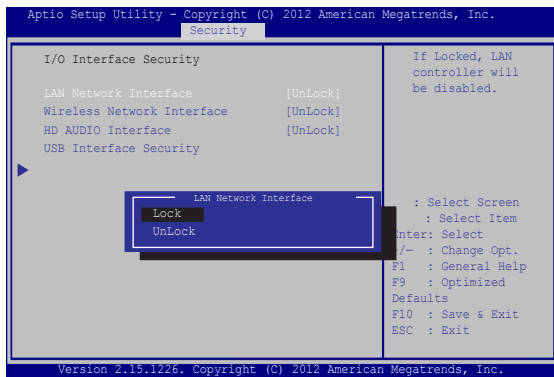 Aptio Setup Utility - Copyright (C) 2012 American Megatrends, Inc.
Security
I/O Interface Security
LAN Network Interface [UnLock]
Wireless Network Interface [UnLock]
HD AUDIO Interface [UnLock]
USB Interface Security
LAN Network Interface
Lock
UnLock
If Locked, LAN
controller will
be disabled.
: Select Screen
: Select Item
Enter: Select
+/— : Change Opt.
F1 : General Help
F9 : Optimized
Defaults
F10 : Save & Exit
ESC : Exit
Version 2.15.1226. Copyright (C) 2012 American Megatrends, Inc.